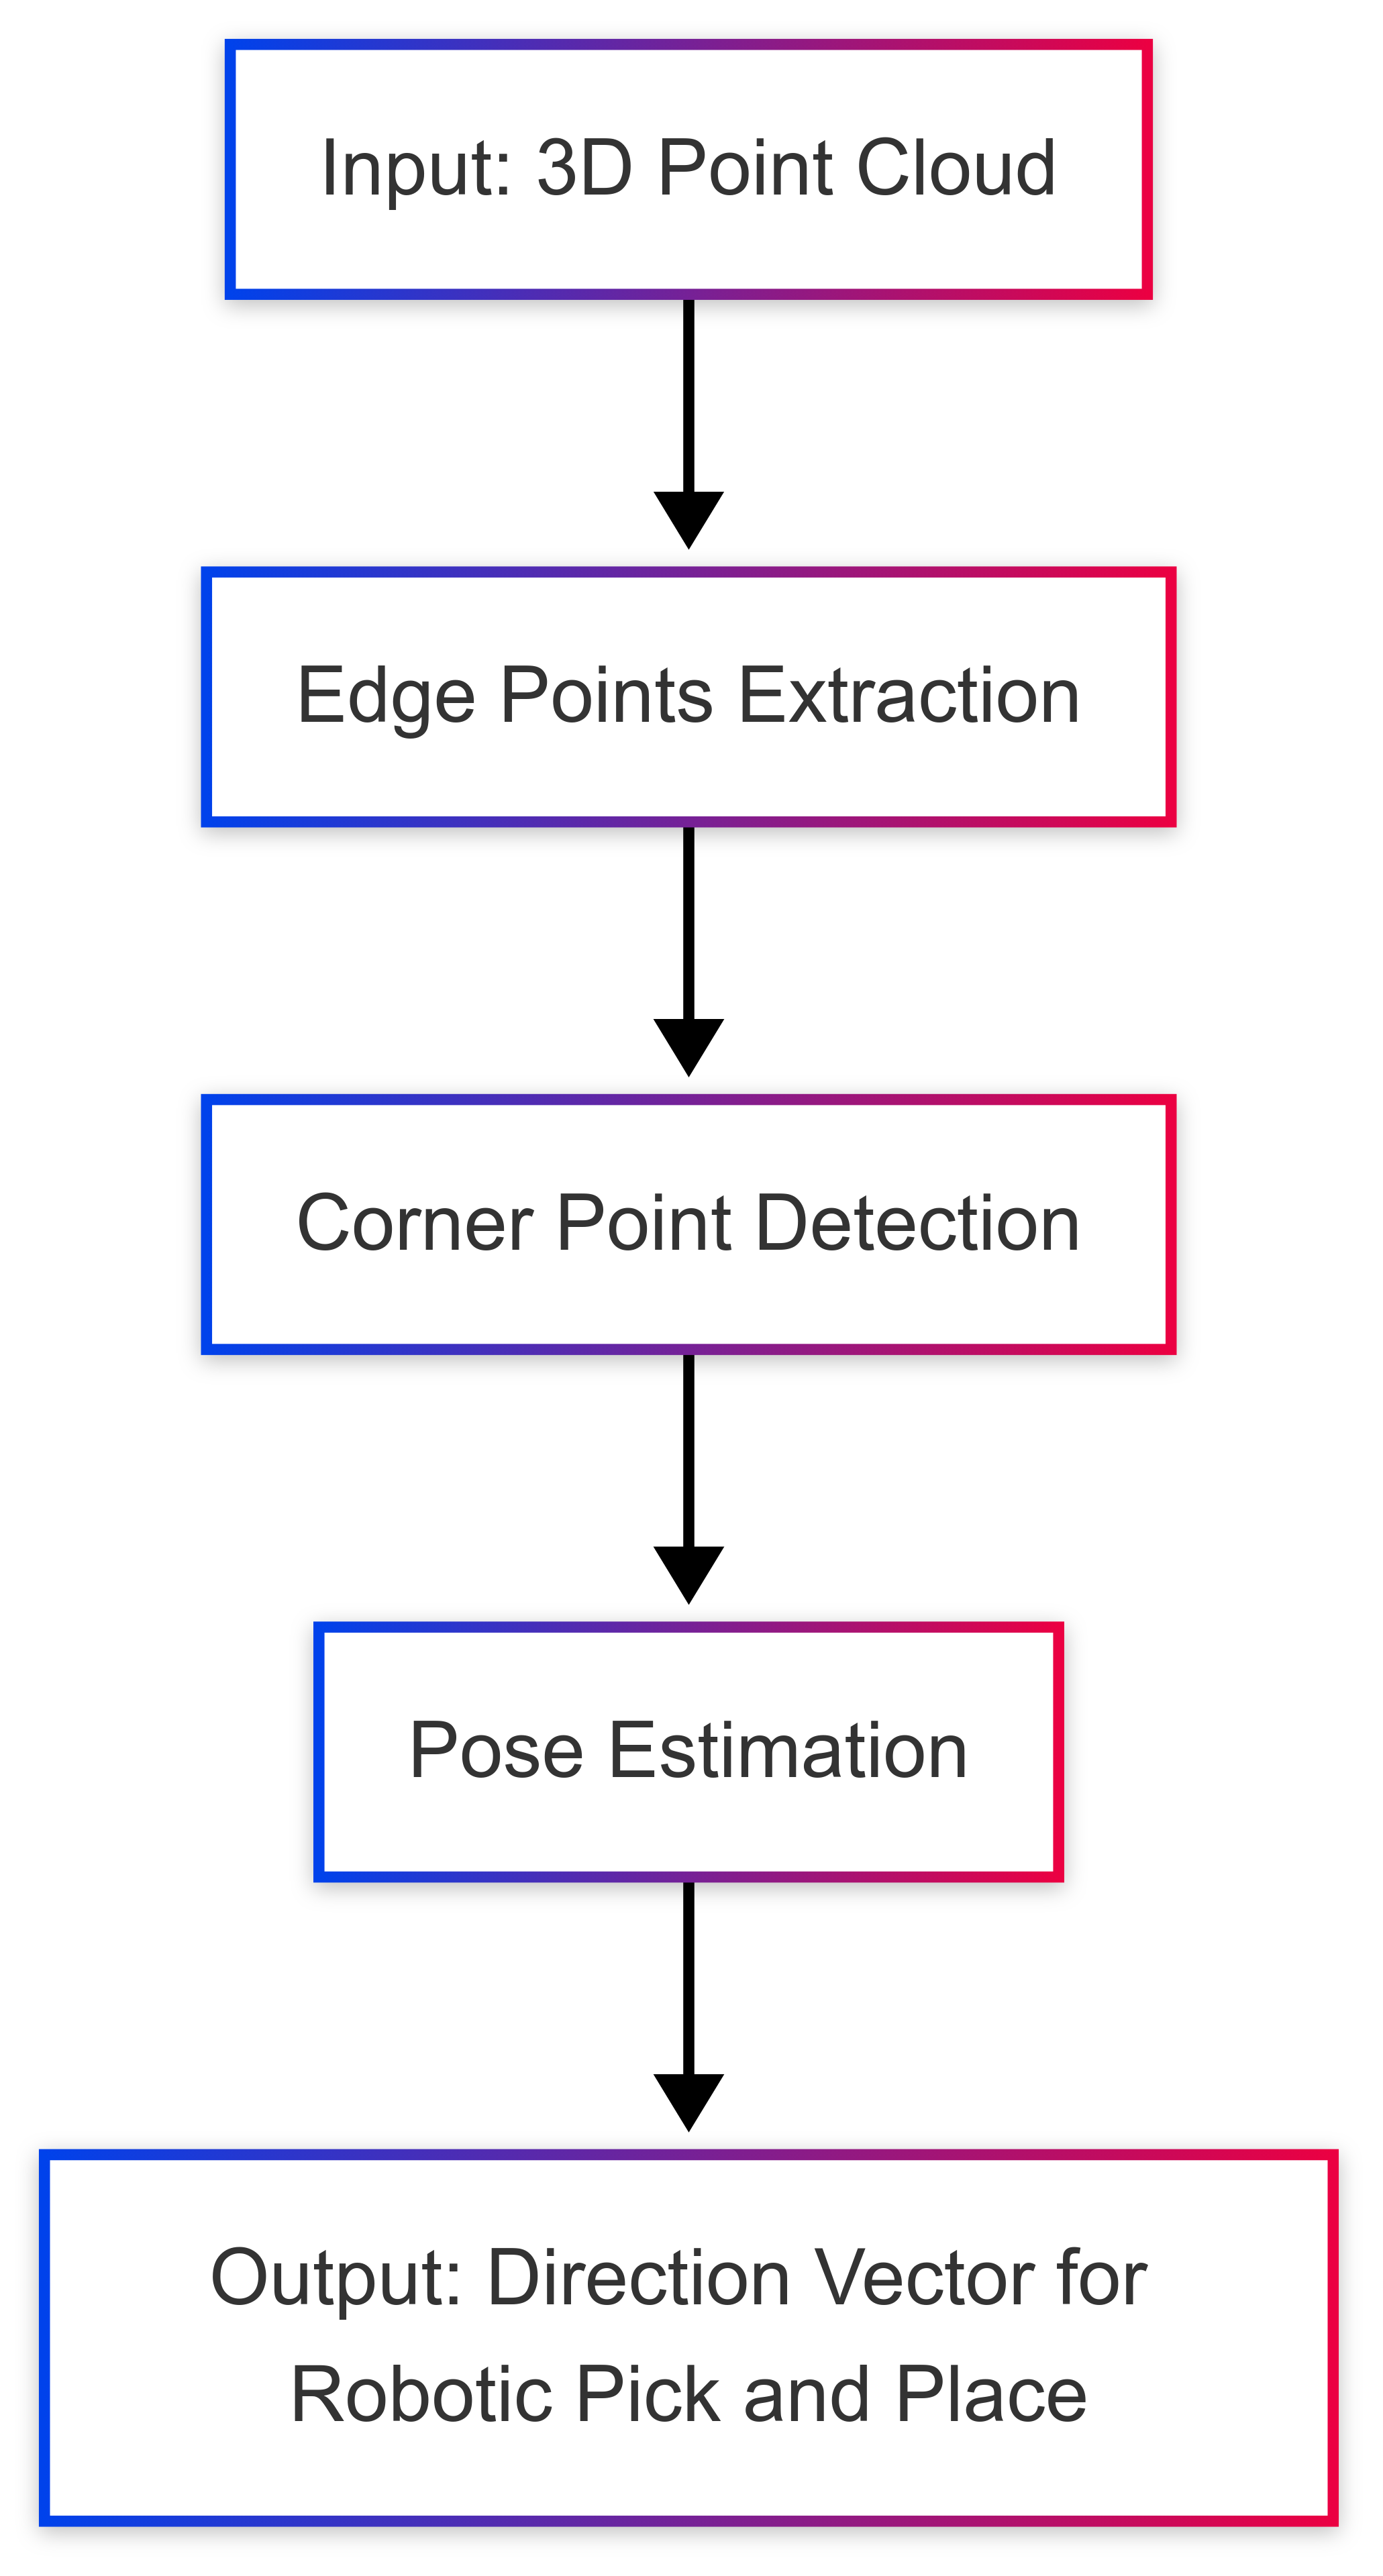 Input: 3D Point Cloud
Edge Points Extraction
Corner Point Detection
Pose Estimation
Output: Direction Vector for
Robotic Pick and Place